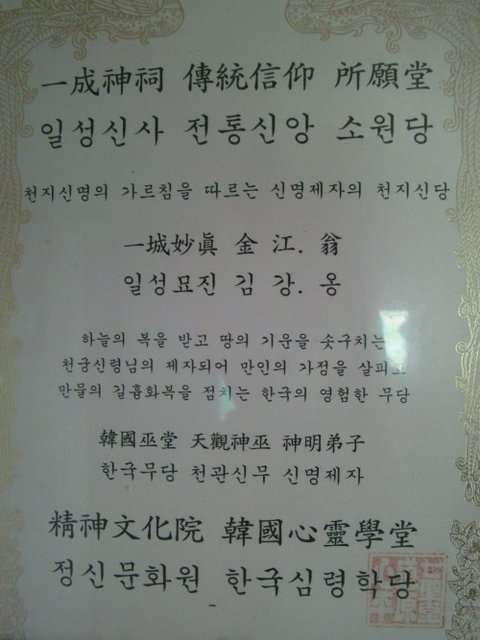 一成神祠 傳統信仰 所願堂
일성신사 전통신앙 소원당
천지신명의 가르침을 따르는 신명제자의 천지신당
一城妙眞 金 江. 翁
일성묘진 김 강. 옹
하늘의 복을 받고 땅의 기운을 솟구치는
천궁신령님의 제자되어 만인의 가정을 살피고
만물의 길흉화복을 점치는 한국의 영험한 무당
韓國巫堂 天觀神巫 神明弟子
한국무당 천관신무 신명제자
精神文化院 韓國心靈學堂
정신문화원 한국심령학당